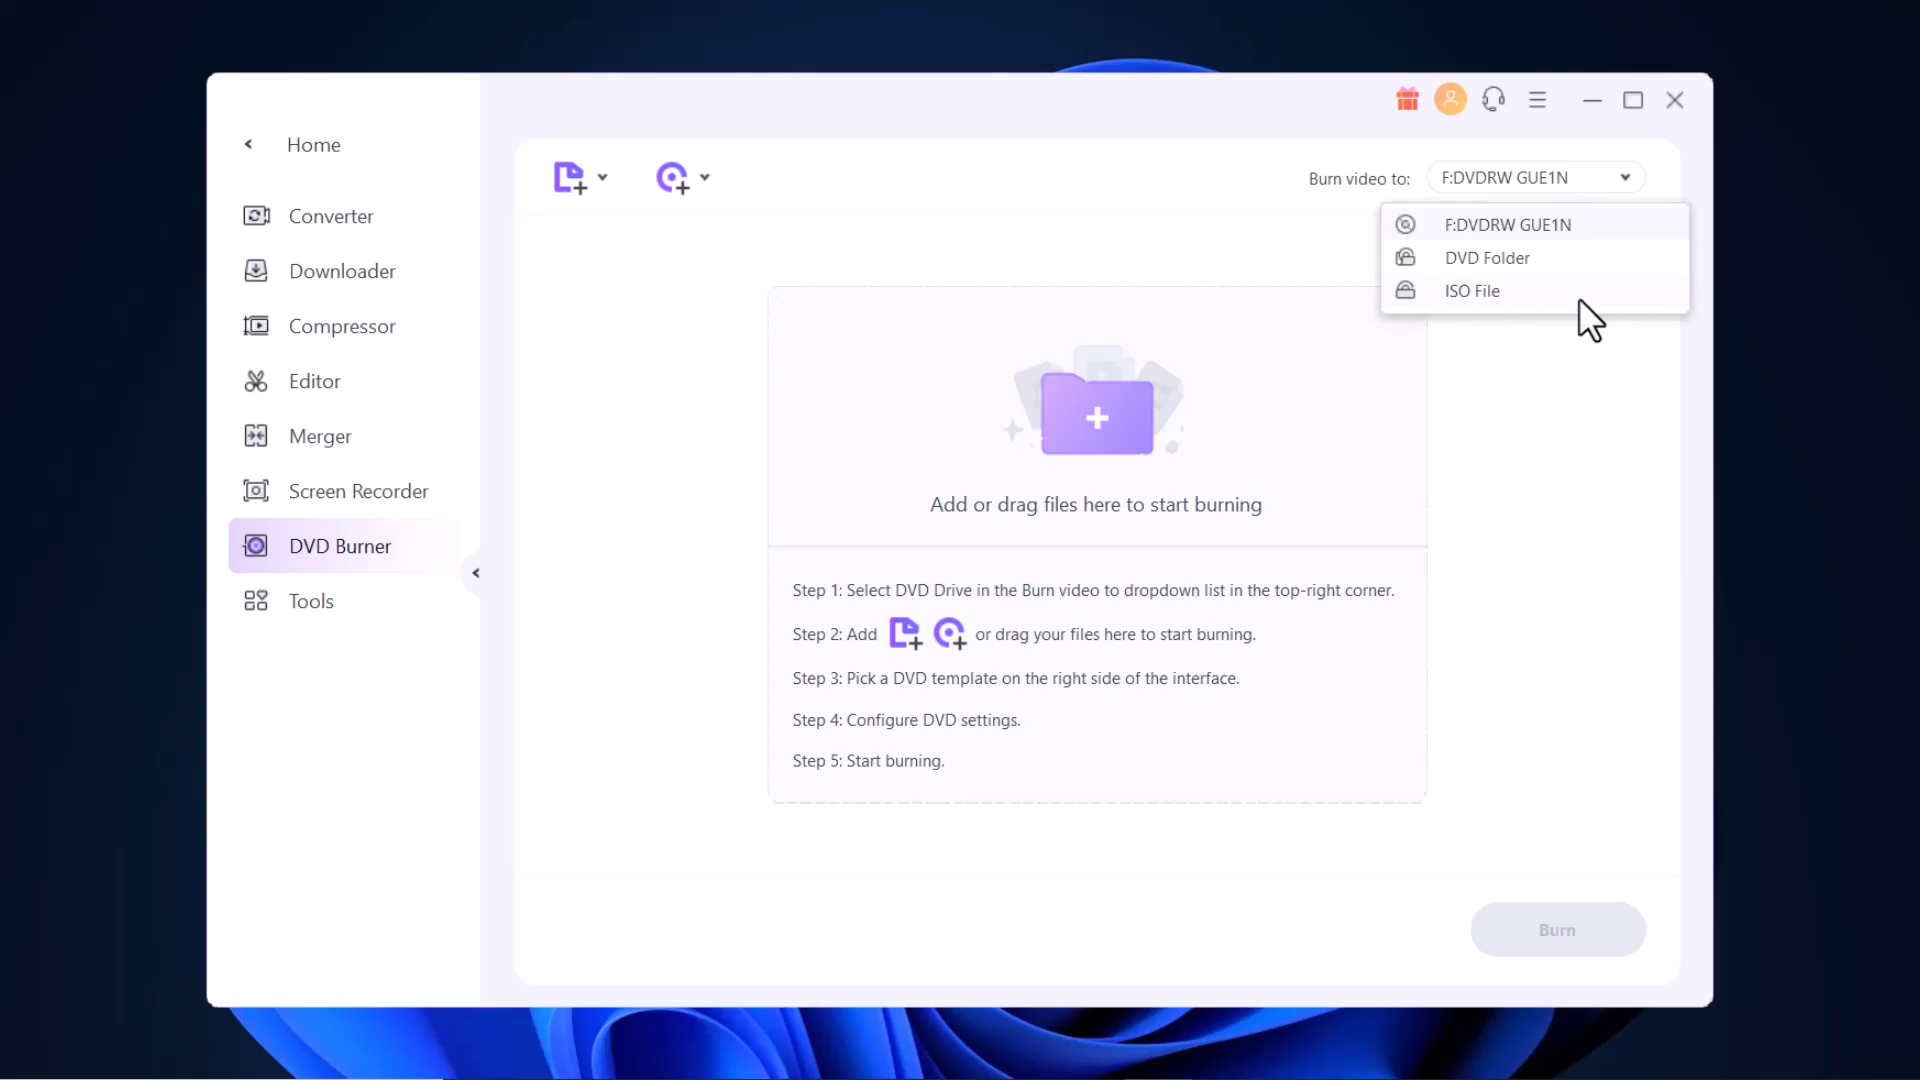 Home
Converter
Downloader
Compressor
Editor
Merger
Screen Recorder
DVD Burner
Tools
Burn video to: F:DVDRW GUE1N
F:DVDRW GUE1N
DVD Folder
ISO File
Add or drag files here to start burning
Step 1: Select DVD Drive in the Burn video to dropdown list in the top-right corner.
Step 2: Add or drag your files here to start burning.
Step 3: Pick a DVD template on the right side of the interface.
Step 4: Configure DVD settings.
Step 5: Start burning.
Burn